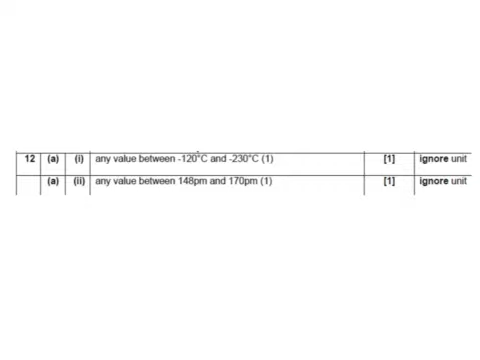 12 (a) (i) any value between -120°C and -230°C (1) [1] ignore unit
(a) (ii) any value between 148pm and 170pm (1) [1] ignore unit